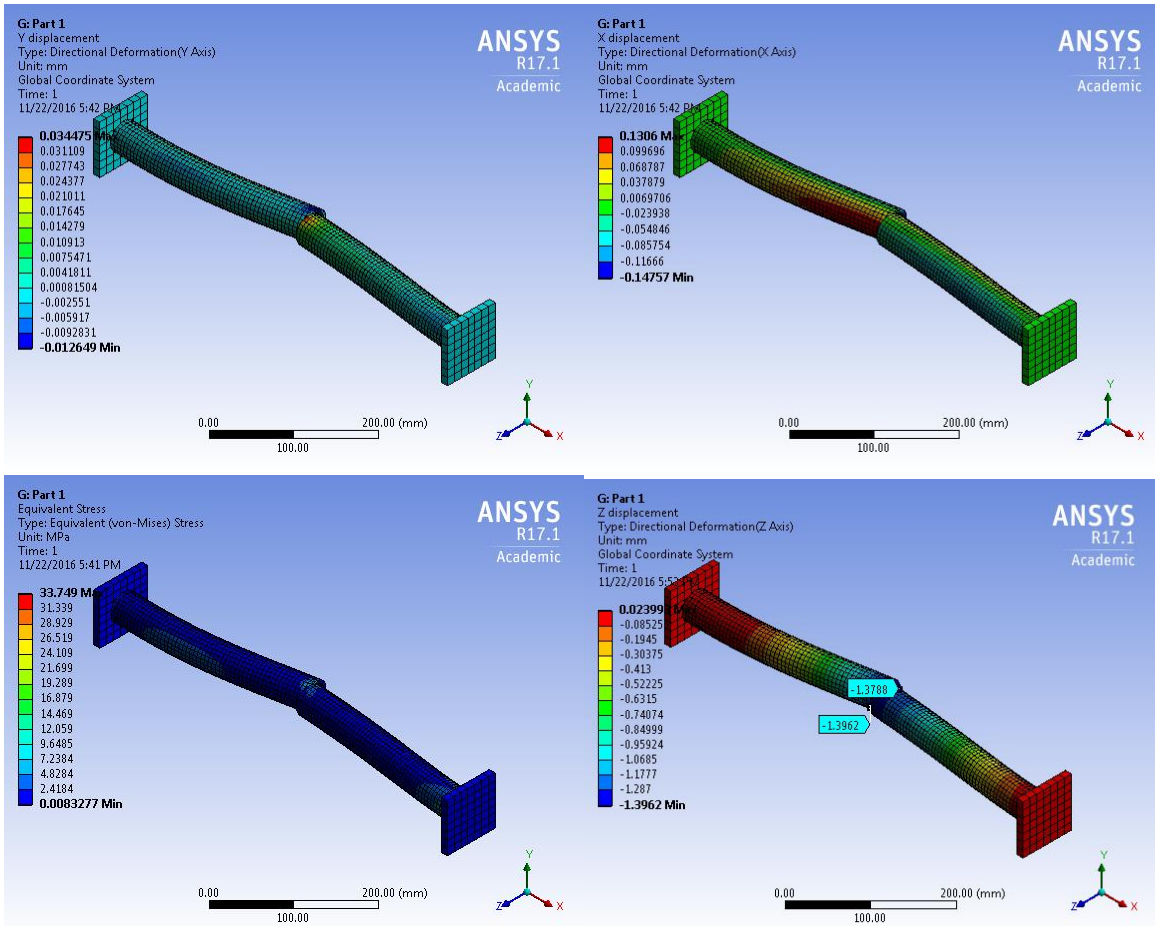 G: Part 1
Y displacement
Type: Directional Deformation(Y Axis)
Unit: mm
Global Coordinate System
Time: 1
11/22/2016 5:42
ANSYS
R17.1
Academic
0.034475
0.031109
0.027743
0.024377
0.021011
0.017645
0.014279
0.010913
0.0075471
0.0041811
0.00081504
-0.002551
-0.005917
-0.0092831
-0.012649 Min
0.00
200.00 (mm)
100.00
Y
Z
X
G: Part 1
X displacement
Type: Directional Deformation(X Axis)
Unit: mm
Global Coordinate System
Time: 1
11/22/2016 5:42
ANSYS
R17.1
Academic
0.1306
0.099696
0.068787
0.037879
0.0069706
-0.023938
-0.054846
-0.085754
-0.11666
-0.14757 Min
0.00
200.00 (mm)
100.00
Y
Z
X
G: Part 1
Equivalent Stress
Type: Equivalent (von-Mises) Stress
Unit: MPa
Time: 1
11/22/2016 5:41 PM
ANSYS
R17.1
Academic
33.749
31.339
28.929
26.519
24.109
21.699
19.289
16.879
14.469
12.059
9.6485
7.2384
4.8284
2.4184
0.0083277 Min
0.00
200.00 (mm)
100.00
Y
Z
X
G: Part 1
Z displacement
Type: Directional Deformation(Z Axis)
Unit: mm
Global Coordinate System
Time: 1
11/22/2016
ANSYS
R17.1
Academic
-0.08525
-0.1945
-0.30375
-0.413
-0.52225
-0.6315
-0.74074
-0.84999
-0.95924
-1.0685
-1.1777
-1.287
-1.3962 Min
-1.3788
-1.3962
0.00
200.00 (mm)
100.00
Y
Z
X